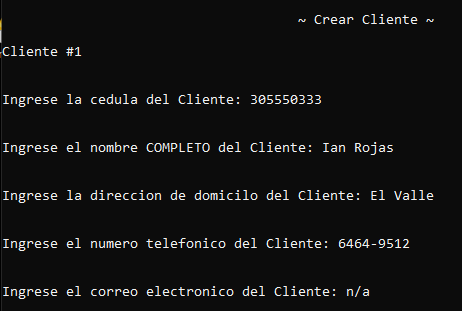 ~ Crear Cliente ~
Cliente #1
Ingrese la cedula del Cliente: 305550333
Ingrese el nombre COMPLETO del Cliente: Ian Rojas
Ingrese la direccion de domicilo del Cliente: El Valle
Ingrese el numero telefonico del Cliente: 6464-9512
Ingrese el correo electronico del Cliente: n/a